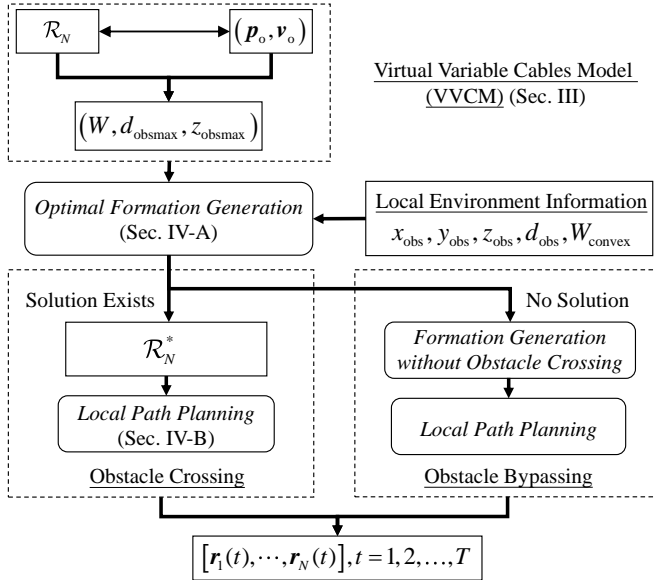 𝓡_N
(p_o, v_o)
Virtual Variable Cables Model
(VVCM) (Sec. III)
(W, d_obsmax, z_obsmax)
Optimal Formation Generation
(Sec. IV-A)
Local Environment Information
x_obs, y_obs, z_obs, d_obs, W_convex
Solution Exists
No Solution
𝓡_N^*
Formation Generation
without Obstacle Crossing
Local Path Planning
(Sec. IV-B)
Local Path Planning
Obstacle Crossing
Obstacle Bypassing
[r_1(t), ⋯, r_N(t)], t = 1, 2, …, T